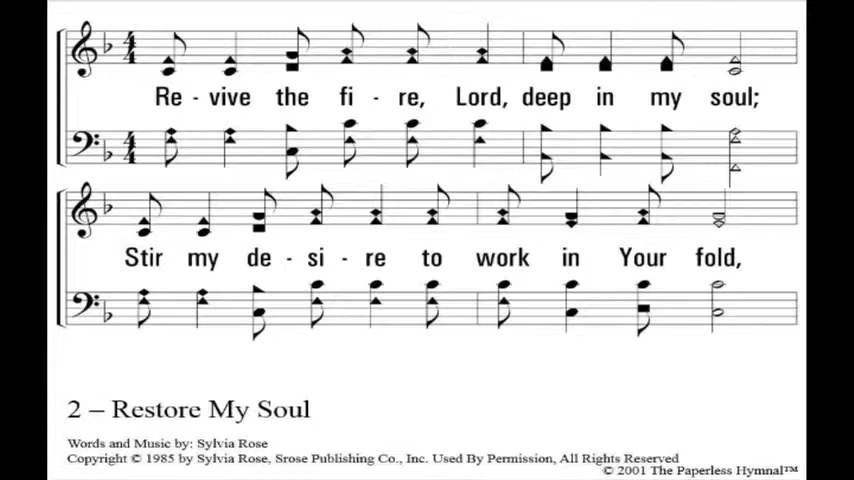 Re - vive the fi - re, Lord, deep in my soul;
Stir my de - si - re to work in Your fold,
2 – Restore My Soul
Words and Music by: Sylvia Rose
Copyright © 1985 by Sylvia Rose, Srose Publishing Co., Inc. Used By Permission, All Rights Reserved
© 2001 The Paperless Hymnal™